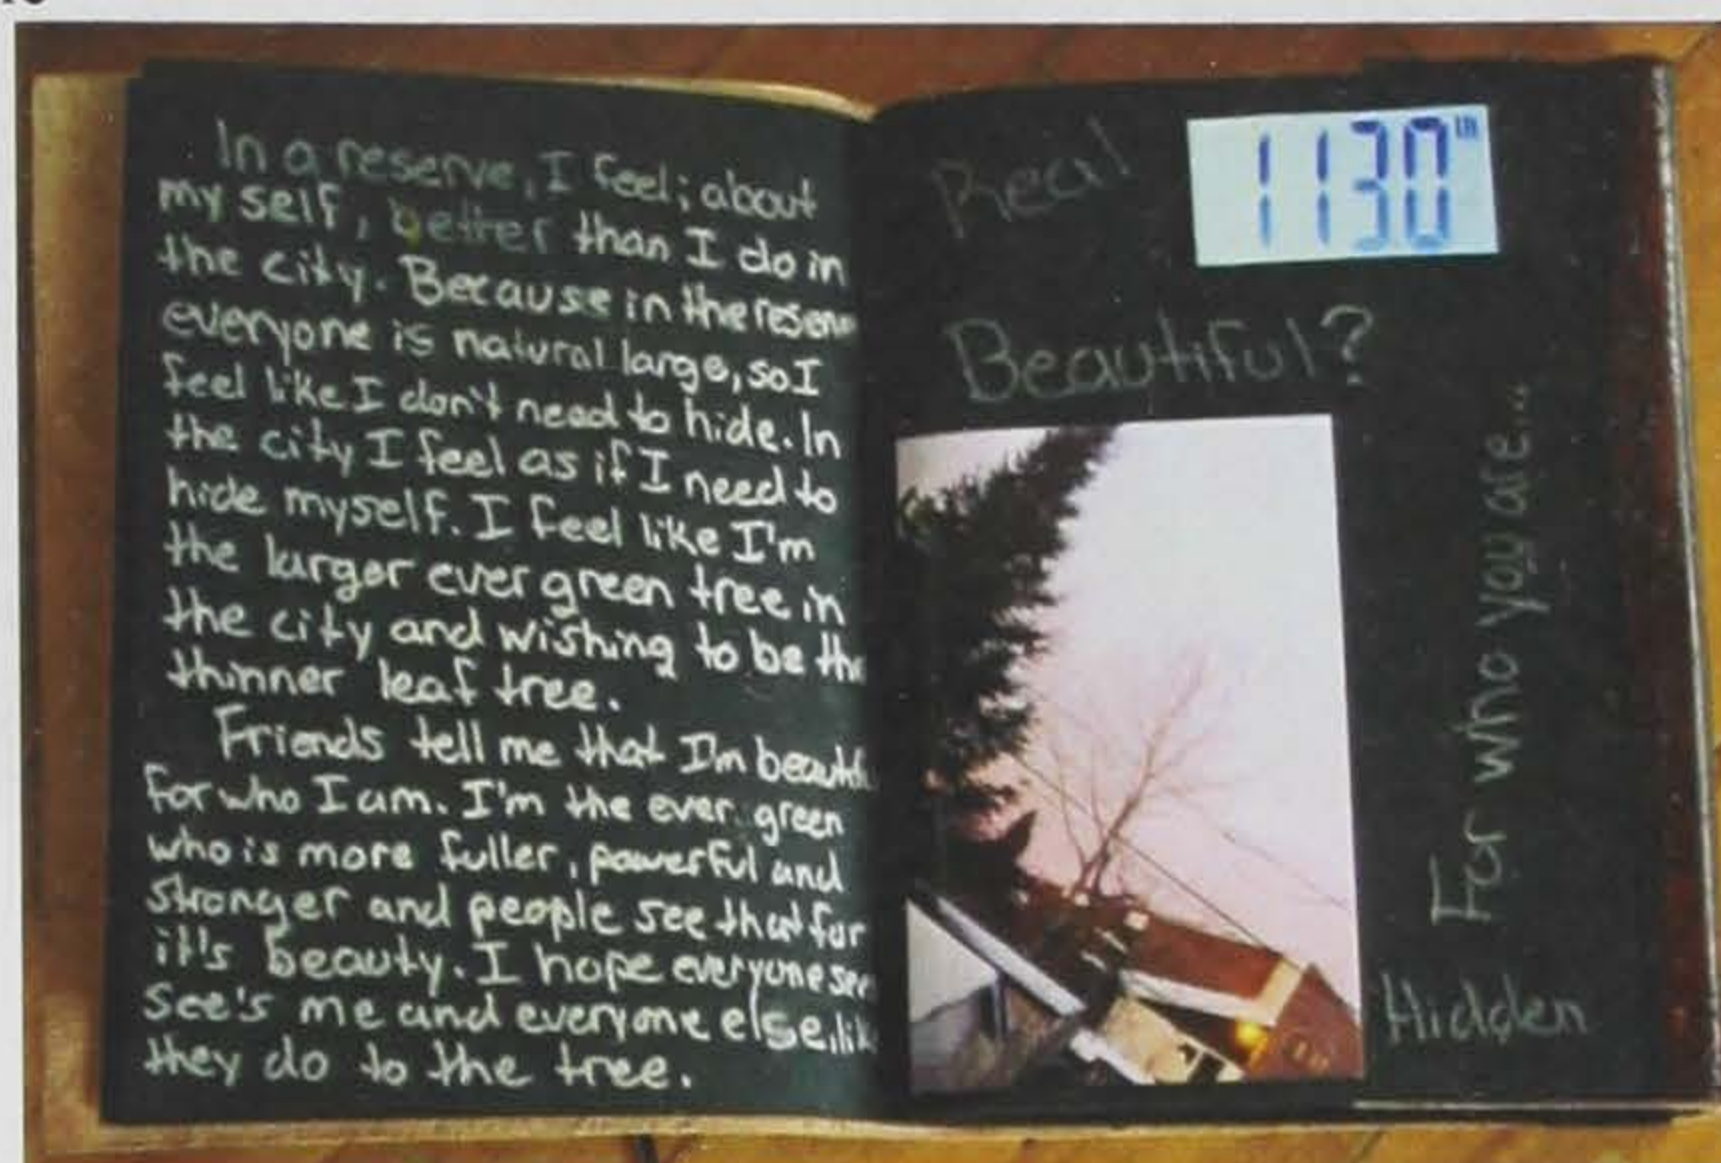 In a reserve, I feel; about
my self, better than I do in
the city. Because in the reserve
everyone is natural large, so I
feel like I don't need to hide. In
the city I feel as if I need to
hide myself. I feel like I'm
the larger ever green tree in
the city and wishing to be the
thinner leaf tree.
Friends tell me that I'm beautiful
for who I am. I'm the ever green
who is more fuller, powerful and
stronger and people see that for
it's beauty. I hope everyone
see's me and everyone else, like
they do to the tree.
Real
1130
Beautiful?
For who you are...
Hidden